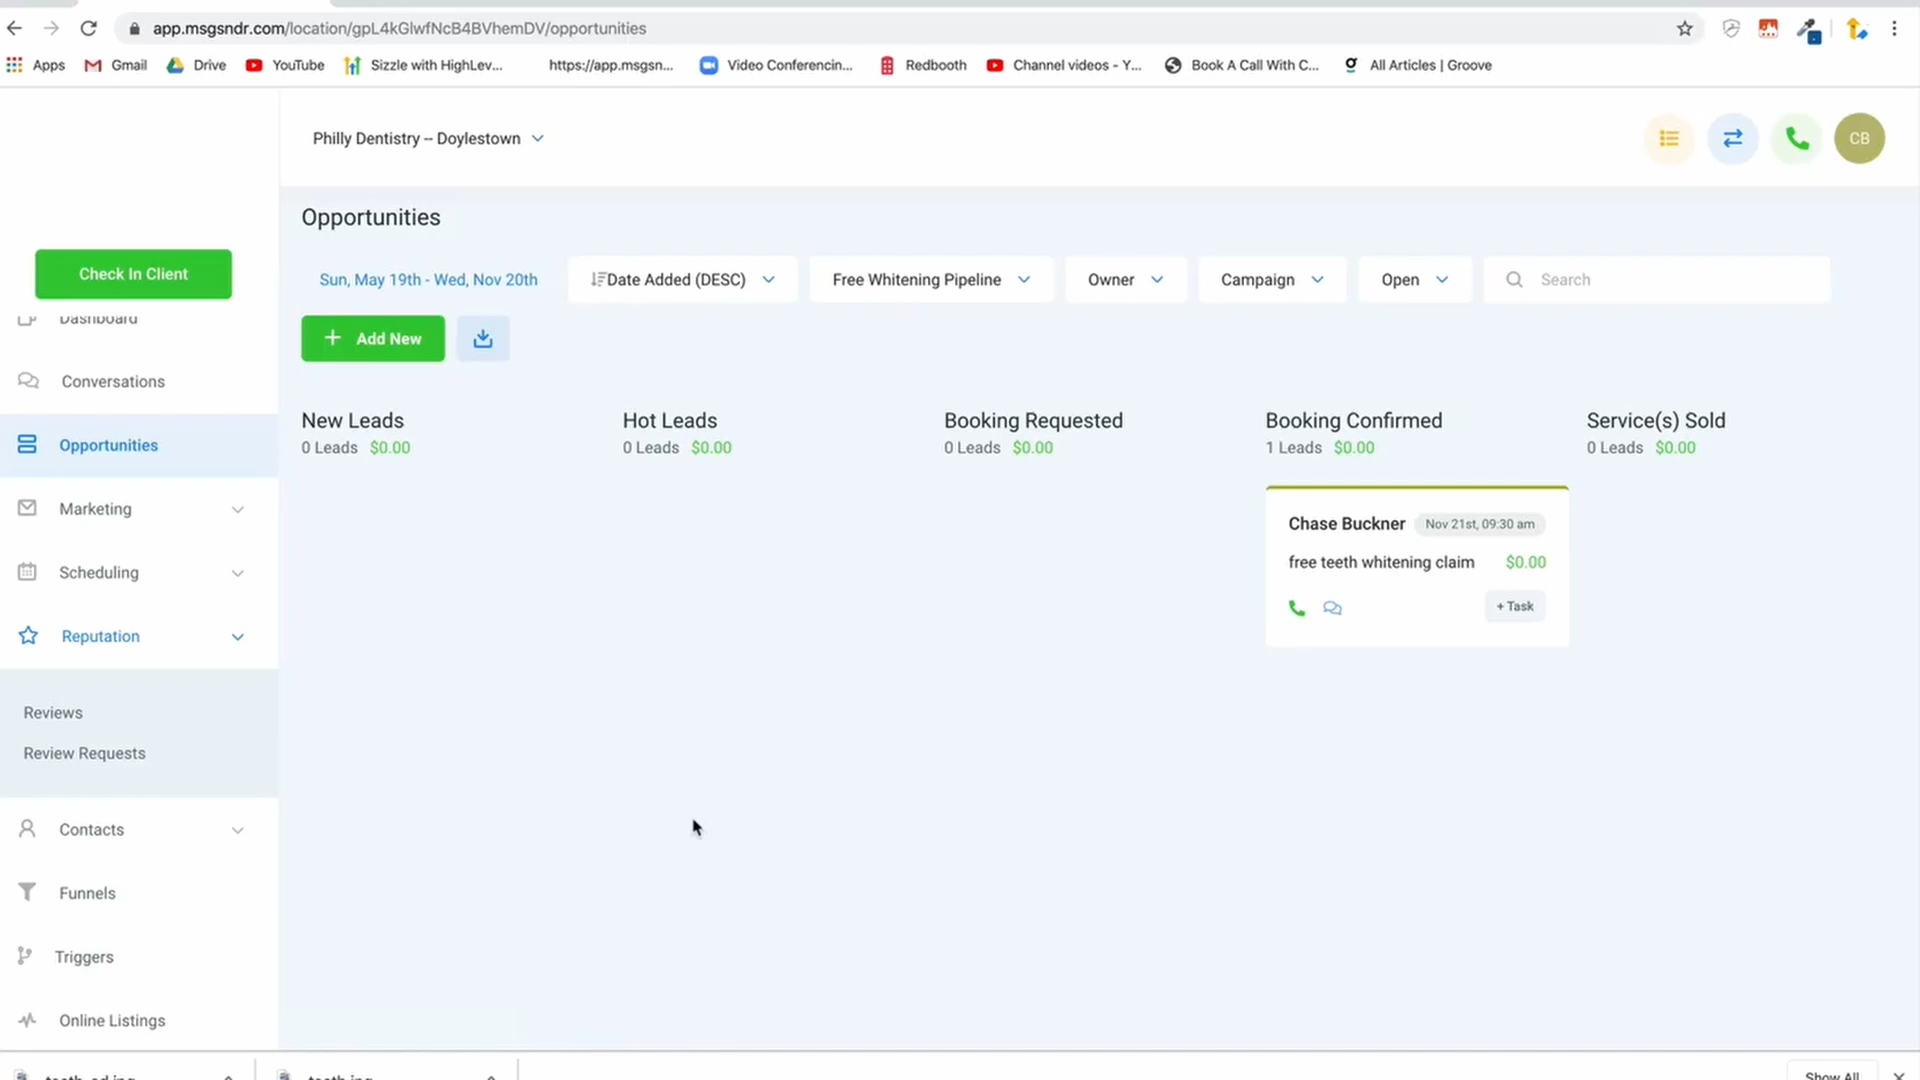 app.msgsndr.com/location/gpL4kGlwfNcB4BVhemDV/opportunities
Apps
Gmail
Drive
YouTube
Sizzle with HighLev...
https://app.msgsn...
Video Conferencin...
Redbooth
Channel videos - Y...
Book A Call With C...
All Articles | Groove
Philly Dentistry -- Doylestown
CB
Opportunities
Check In Client
Sun, May 19th - Wed, Nov 20th
Date Added (DESC)
Free Whitening Pipeline
Owner
Campaign
Open
Search
Dashboard
+ Add New
Conversations
Opportunities
Marketing
Scheduling
Reputation
Reviews
Review Requests
Contacts
Funnels
Triggers
Online Listings
New Leads
0 Leads $0.00
Hot Leads
0 Leads $0.00
Booking Requested
0 Leads $0.00
Booking Confirmed
1 Leads $0.00
Service(s) Sold
0 Leads $0.00
Chase Buckner Nov 21st, 09:30 am
free teeth whitening claim $0.00
+ Task
Show All